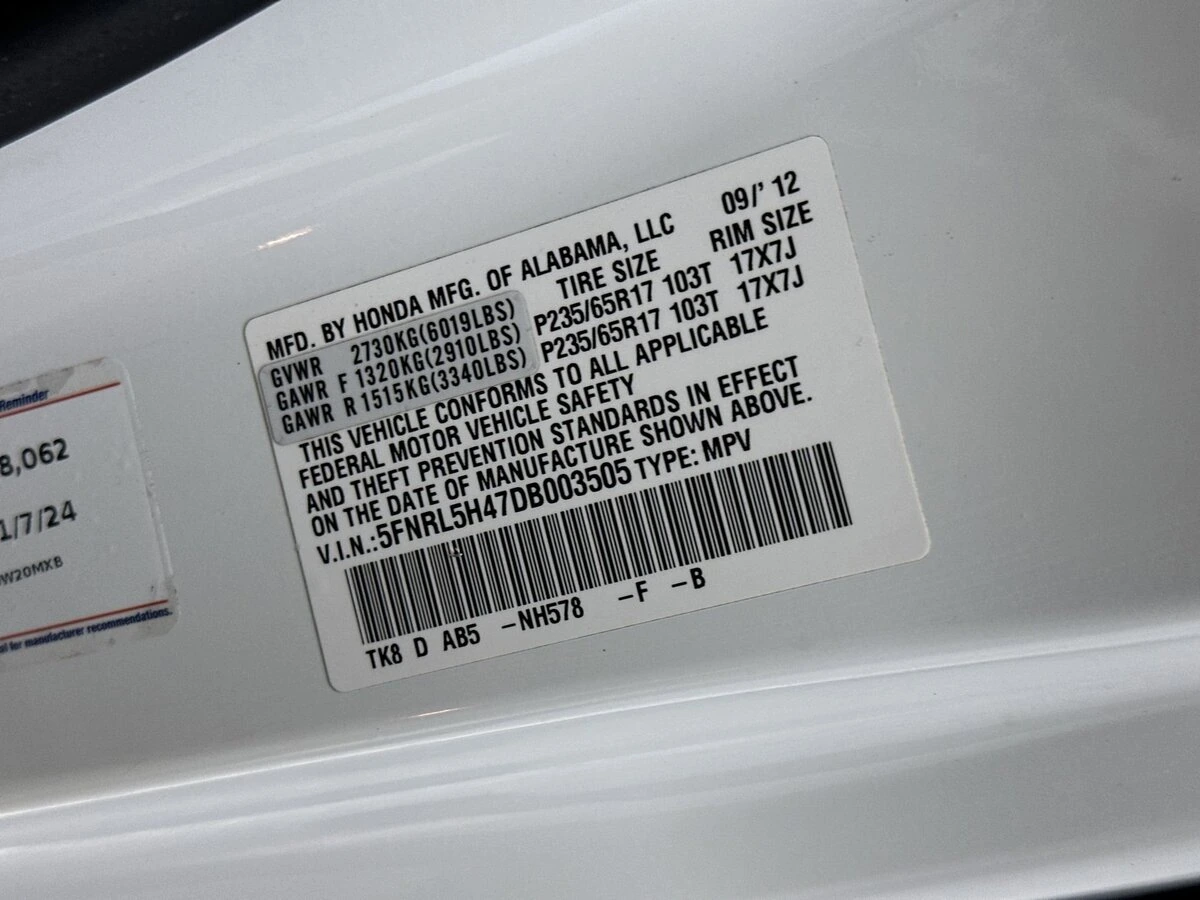 MFD. BY HONDA MFG. OF ALABAMA, LLC 09/' 12
GVWR 2730KG(6019LBS) TIRE SIZE RIM SIZE
GAWR F 1320KG(2910LBS) P235/65R17 103T 17X7J
GAWR R 1515KG(3340LBS) P235/65R17 103T 17X7J
THIS VEHICLE CONFORMS TO ALL APPLICABLE
FEDERAL MOTOR VEHICLE SAFETY
AND THEFT PREVENTION STANDARDS IN EFFECT
ON THE DATE OF MANUFACTURE SHOWN ABOVE.
V.I.N.:5FNRL5H47DB003505 TYPE: MPV
TK8 D AB5 -NH578 -F -B
Reminder
8,062
1/7/24
W20MXB
for manufacturer recommendations.